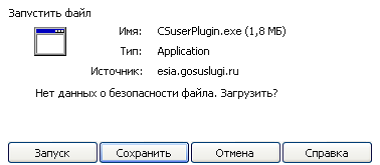 Запустить файл
Имя: CSuserPlugin.exe (1,8 МБ)
Тип: Application
Источник: esia.gosuslugi.ru
Нет данных о безопасности файла. Загрузить?
Запуск Сохранить Отмена Справка